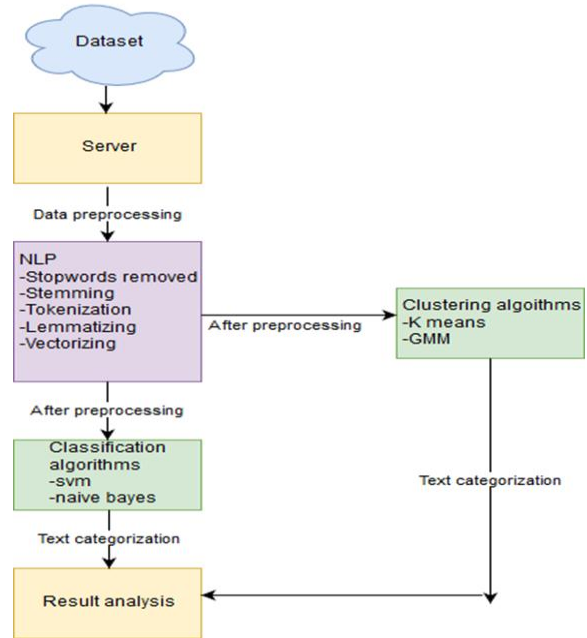 Dataset
Server
Data preprocessing
NLP
-Stopwords removed
-Stemming
-Tokenization
-Lemmatizing
-Vectorizing
After preprocessing
Clustering algoithms
-K means
-GMM
After preprocessing
Classification
algorithms
-svm
-naive bayes
Text categorization
Text categorization
Result analysis